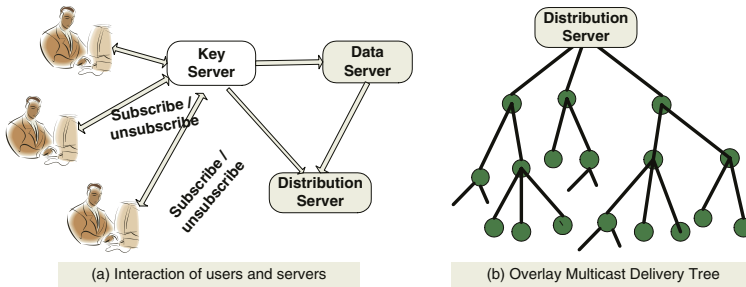 Key
Server
Data
Server
Subscribe /
unsubscribe
Subscribe /
unsubscribe
Distribution
Server
(a) Interaction of users and servers
Distribution
Server
(b) Overlay Multicast Delivery Tree